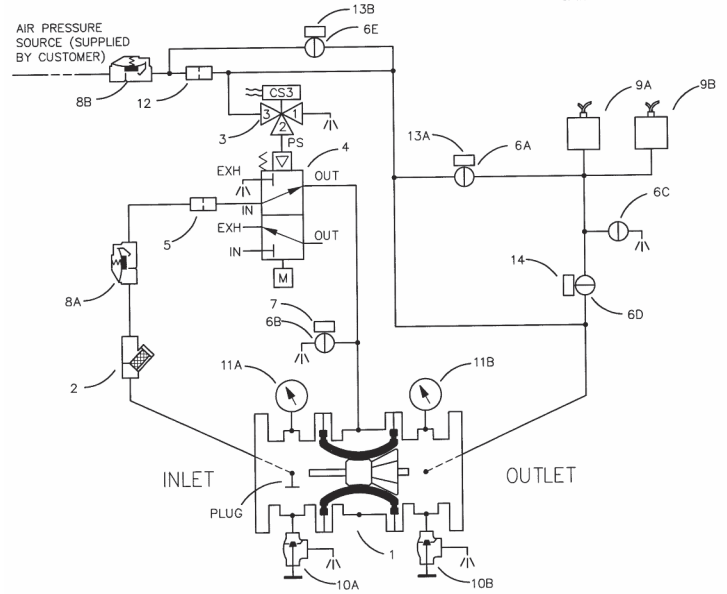 13B
6E
AIR PRESSURE
SOURCE (SUPPLIED
BY CUSTOMER)
8B
12
CS3
3
1
2
3
PS
9A
9B
13A
6A
4
EXH
OUT
IN
EXH
OUT
IN
M
5
6C
8A
14
6D
7
6B
2
11A
11B
INLET
OUTLET
PLUG
1
10A
10B